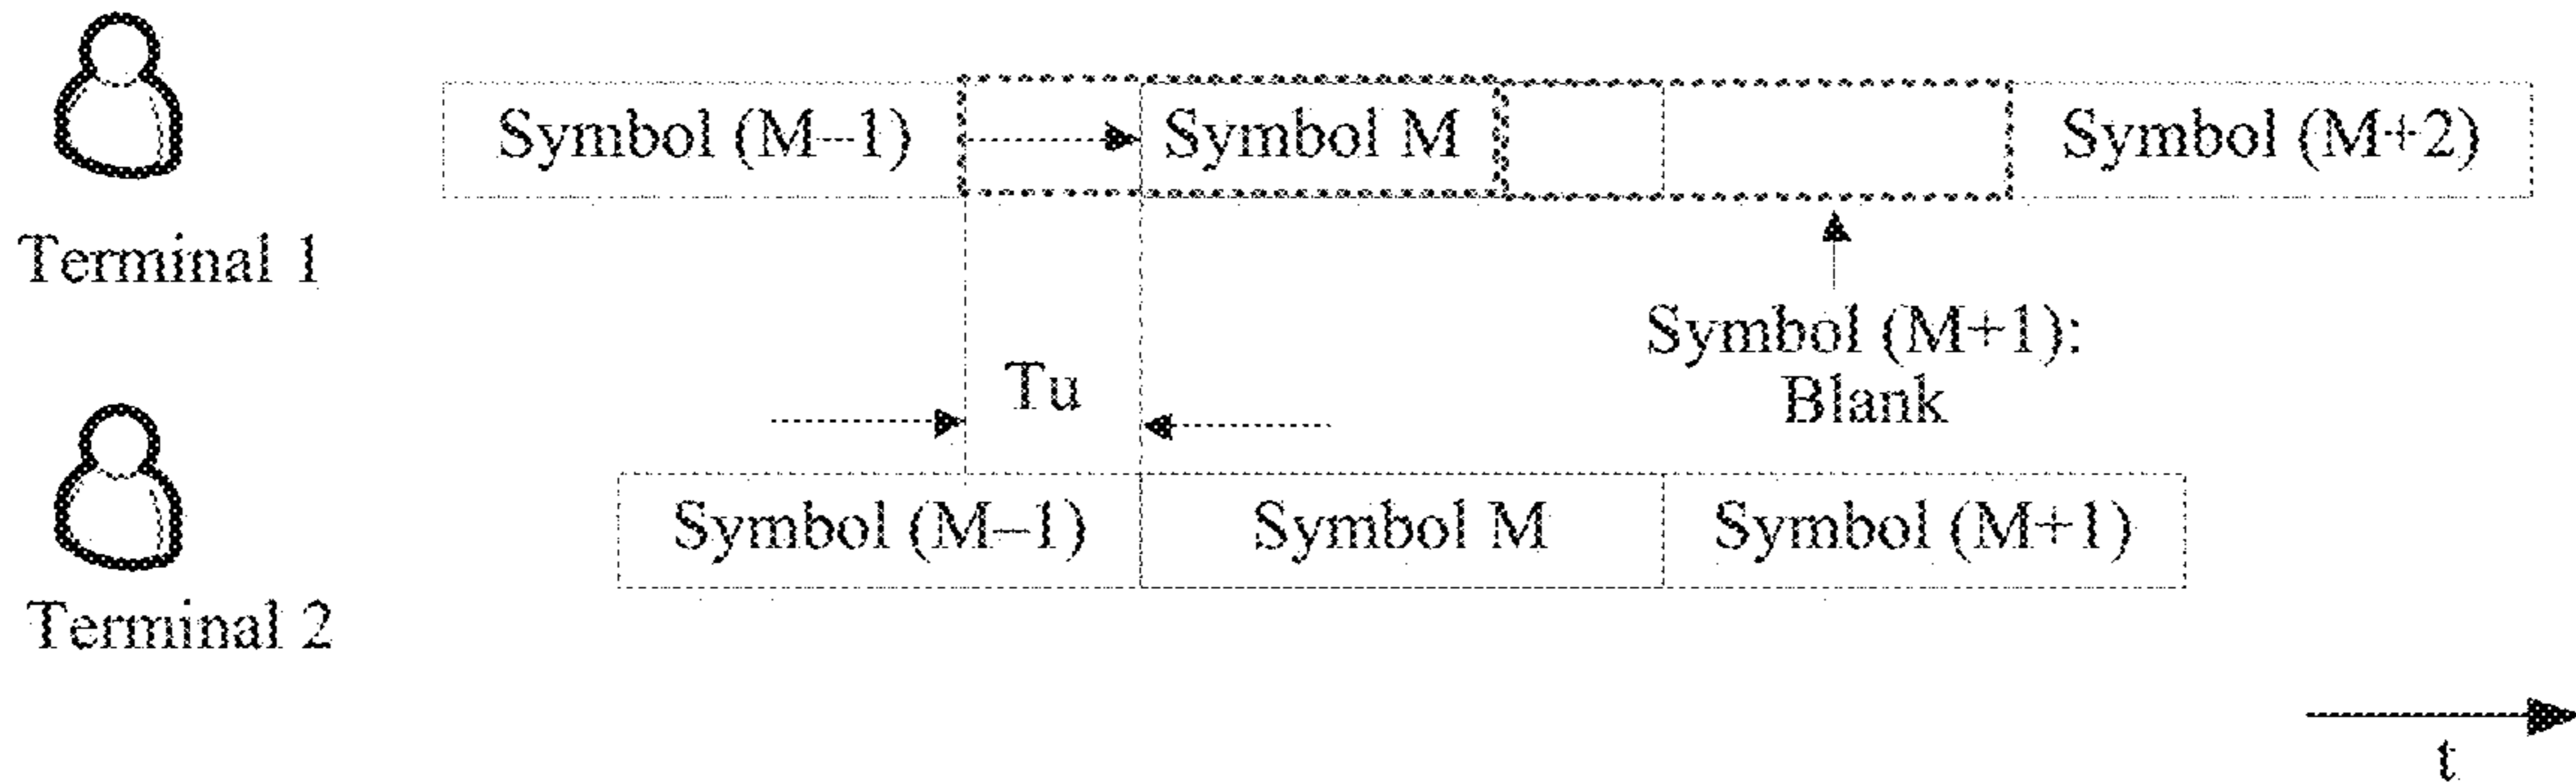 Symbol (M–1)
Symbol M
Symbol (M+2)
Terminal 1
Symbol (M+1):
Blank
Tu
Symbol (M–1)
Symbol M
Symbol (M+1)
Terminal 2
t